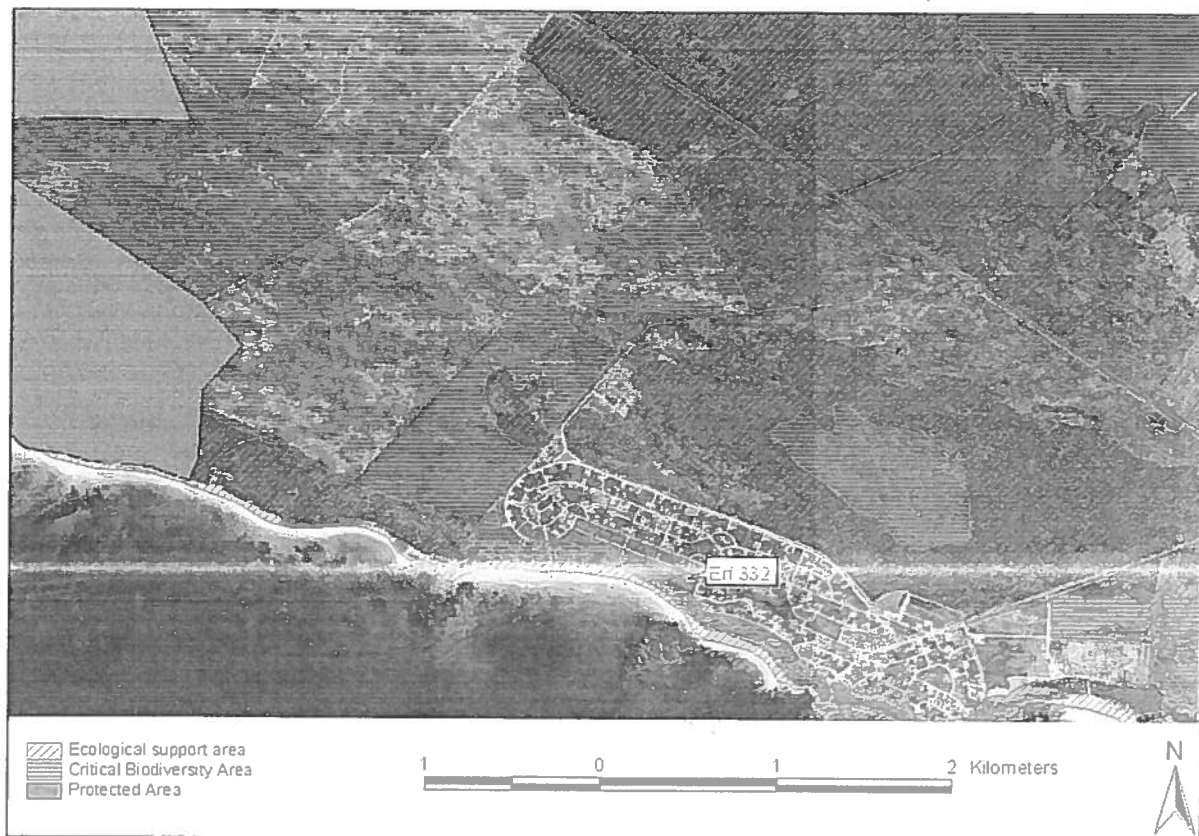 Erf 332
Ecological support area
Critical Biodiversity Area
Protected Area
1 0 1 2 Kilometers
N